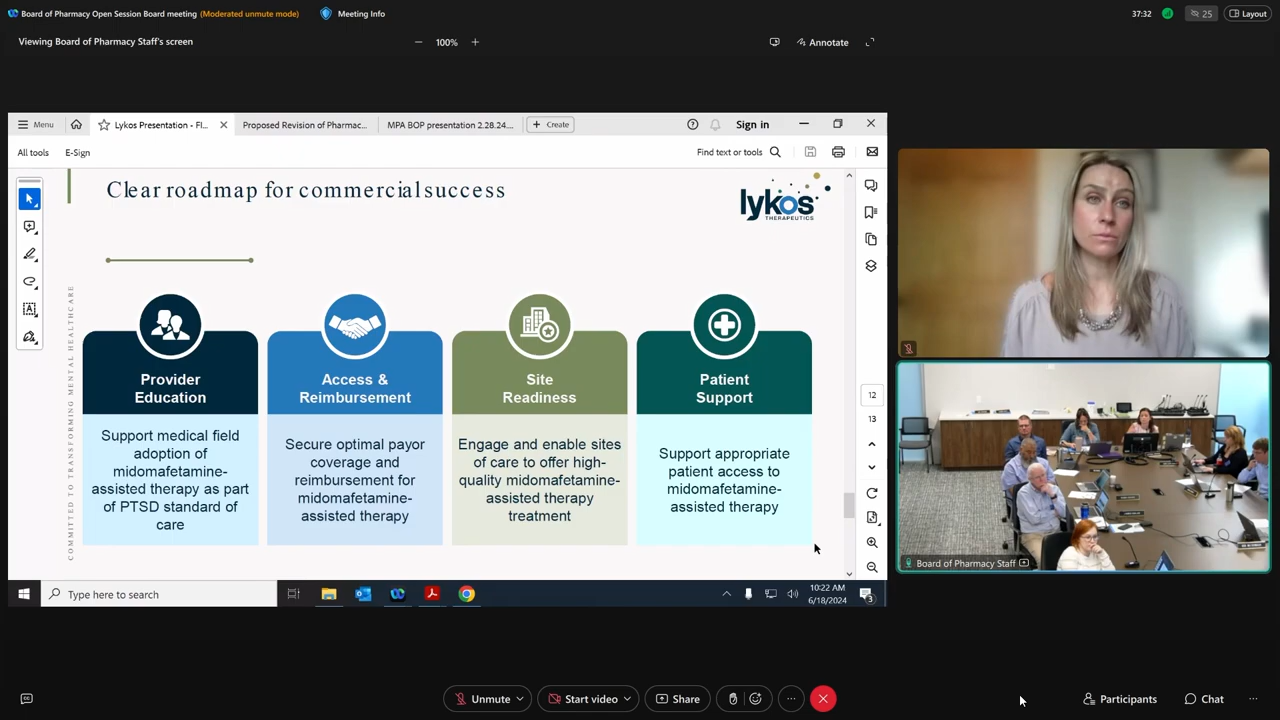 Board of Pharmacy Open Session Board meeting (Moderated unmute mode)
Meeting Info
37:32
25
Layout
Viewing Board of Pharmacy Staff's screen
100%
Annotate
Menu
Lykos Presentation - FI...
Proposed Revision of Pharmac...
MPA BOP presentation 2.28.24....
Create
Sign in
All tools
E-Sign
Find text or tools
Clear roadmap for commercial success
lykos
THERAPEUTICS
COMMITTED TO TRANSFORMING MENTAL HEALTHCARE
Provider
Education
Support medical field
adoption of
midomafetamine-
assisted therapy as part
of PTSD standard of
care
Access &
Reimbursement
Secure optimal payor
coverage and
reimbursement for
midomafetamine-
assisted therapy
Site
Readiness
Engage and enable sites
of care to offer high-
quality midomafetamine-
assisted therapy
treatment
Patient
Support
Support appropriate
patient access to
midomafetamine-
assisted therapy
12
13
Board of Pharmacy Staff
Type here to search
10:22 AM
6/18/2024
3
Unmute
Start video
Share
Participants
Chat